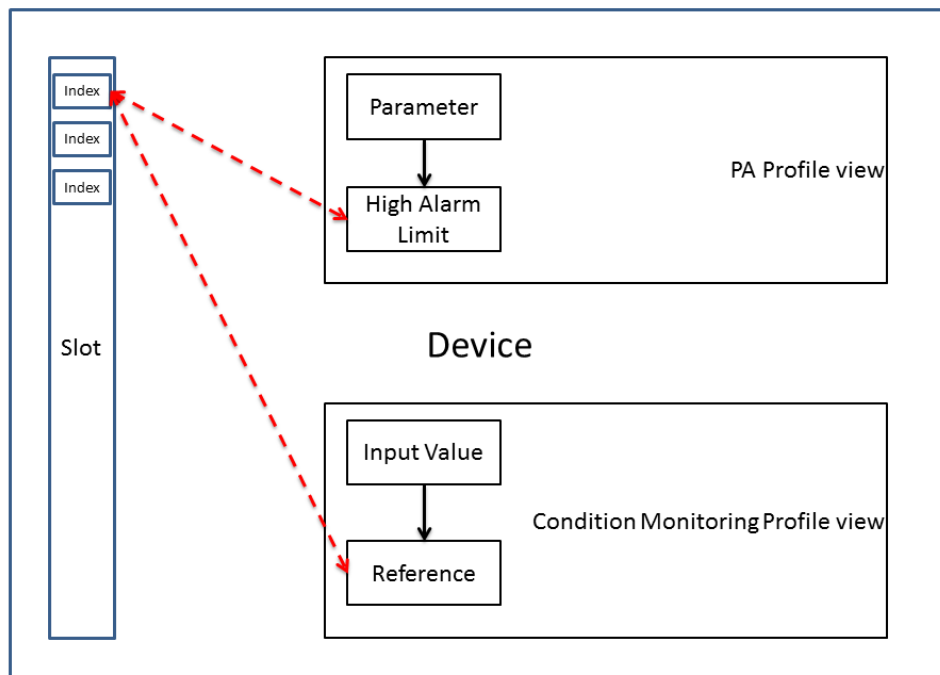 Index
Index
Index
Slot
Parameter
High Alarm
Limit
PA Profile view
Device
Input Value
Reference
Condition Monitoring Profile view